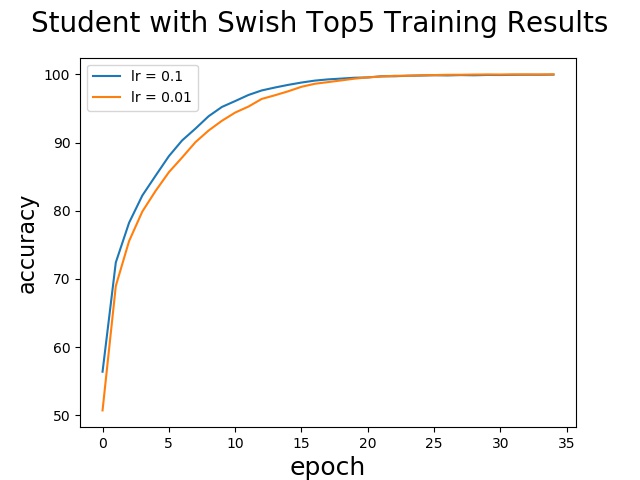 Student with Swish Top5 Training Results
lr = 0.1
lr = 0.01
accuracy
100
90
80
70
60
50
0 5 10 15 20 25 30 35
epoch